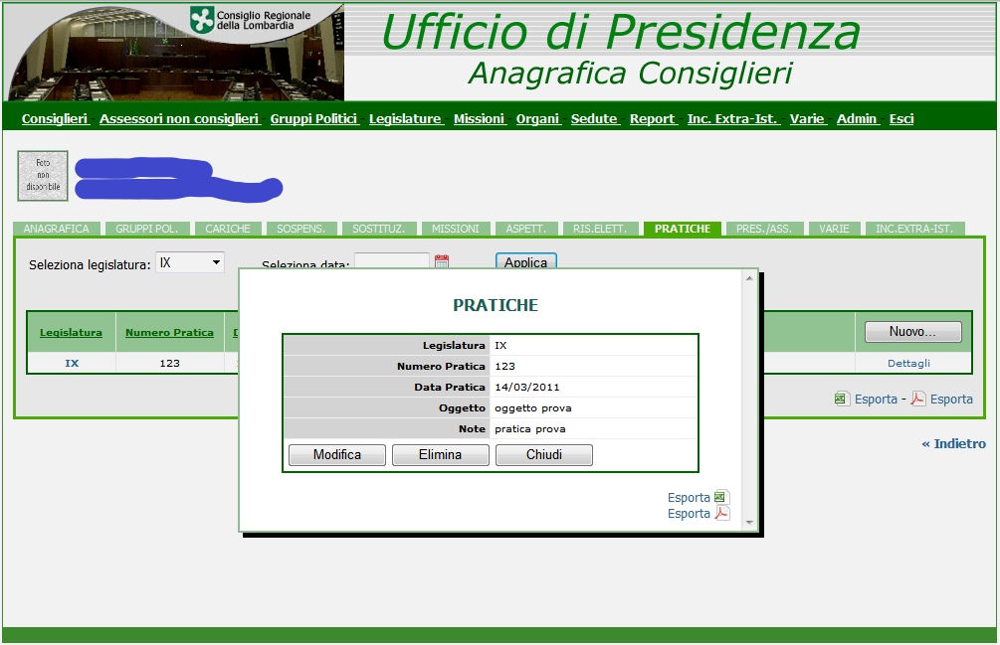 Consiglio Regionale
della Lombardia
Ufficio di Presidenza
Anagrafica Consiglieri
Consiglieri - Assessori non consiglieri - Gruppi Politici - Legislature - Missioni - Organi - Sedute - Report - Inc. Extra-Ist. - Varie - Admin - Esci
Foto
non
disponibile
ANAGRAFICA GRUPPI POL. CARICHE SOSPENS. SOSTITUZ. MISSIONI ASPETT. RIS.ELETT. PRATICHE PRES./ASS. VARIE INC.EXTRA-IST.
Seleziona legislatura: IX Seleziona data: Applica
PRATICHE
Legislatura Numero Pratica Nuovo...
IX 123 Dettagli
Legislatura IX
Numero Pratica 123
Data Pratica 14/03/2011
Oggetto oggetto prova
Note pratica prova
Modifica Elimina Chiudi
Esporta
Esporta
Esporta - Esporta
« Indietro